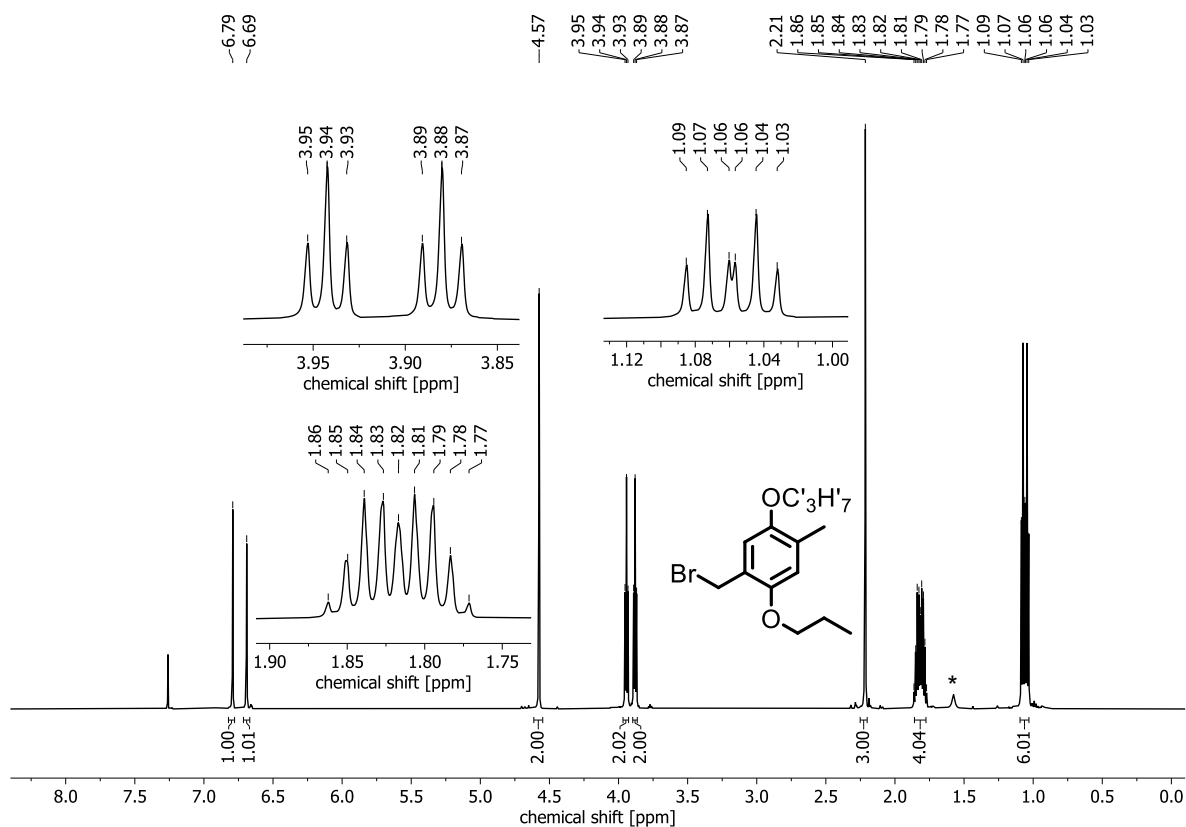 6.79 6.69 4.57 3.95 3.94 3.93 3.89 3.88 3.87 2.21 1.86 1.85 1.84 1.83 1.82 1.81 1.79 1.78 1.77 1.09 1.07 1.06 1.06 1.04 1.03
3.95 3.94 3.93 3.89 3.88 3.87
3.95 3.90 3.85
chemical shift [ppm]
1.09 1.07 1.06 1.06 1.04 1.03
1.12 1.08 1.04 1.00
chemical shift [ppm]
1.86 1.85 1.84 1.83 1.82 1.81 1.79 1.78 1.77
1.90 1.85 1.80 1.75
chemical shift [ppm]
OC'3H'7
Br
O
*
1.00 1.01 2.00 2.02 2.00 3.00 4.04 6.01
8.0 7.5 7.0 6.5 6.0 5.5 5.0 4.5 4.0 3.5 3.0 2.5 2.0 1.5 1.0 0.5 0.0
chemical shift [ppm]